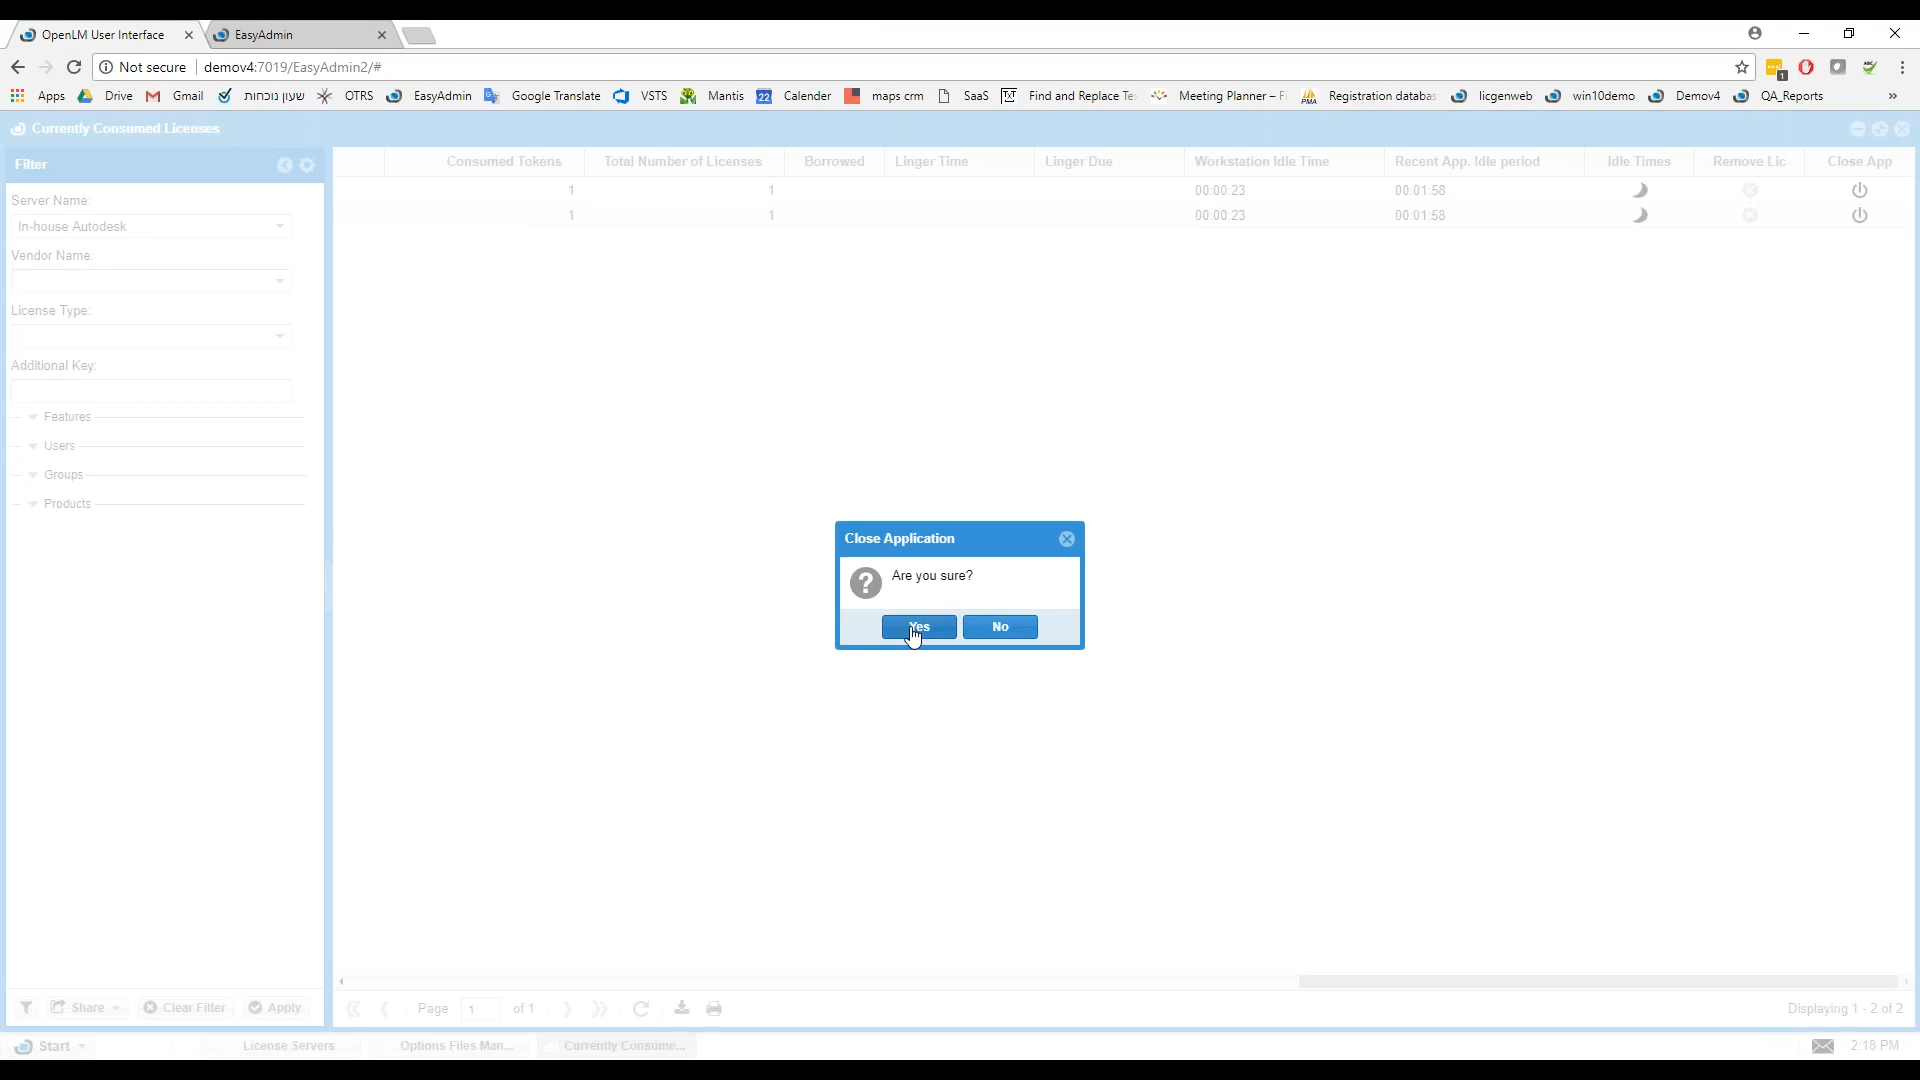 OpenLM User Interface
EasyAdmin
Not secure
demov4:7019/EasyAdmin2/#
1
Apps
Drive
Gmail
שעון נוכחות
OTRS
EasyAdmin
Google Translate
VSTS
Mantis
22
Calender
maps crm
SaaS
TXT
Find and Replace Te
Meeting Planner – F
PMA
Registration databas
licgenweb
win10demo
Demov4
QA_Reports
»
Currently Consumed Licenses
Filter
Consumed Tokens
Total Number of Licenses
Borrowed
Linger Time
Linger Due
Workstation Idle Time
Recent App. Idle period
Idle Times
Remove Lic
Close App
1 1 00:00:23 00:01:58
1 1 00:00:23 00:01:58
Server Name:
In-house Autodesk
Vendor Name:
License Type:
Additional Key:
Features
Users
Groups
Products
Close Application
?
Are you sure?
Yes
No
Share
Clear Filter
Apply
Page 1 of 1
Displaying 1 - 2 of 2
Start
License Servers
Options Files Man...
Currently Consume...
2:18 PM